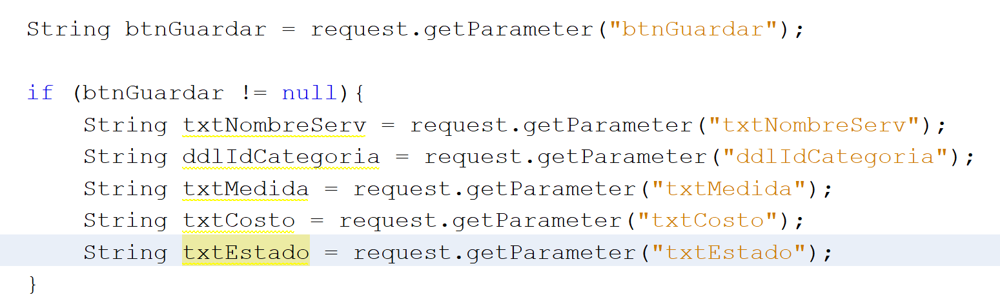 String btnGuardar = request.getParameter("btnGuardar");
if (btnGuardar != null){
String txtNombreServ = request.getParameter("txtNombreServ");
String ddlIdCategoria = request.getParameter("ddlIdCategoria");
String txtMedida = request.getParameter("txtMedida");
String txtCosto = request.getParameter("txtCosto");
String txtEstado = request.getParameter("txtEstado");
}